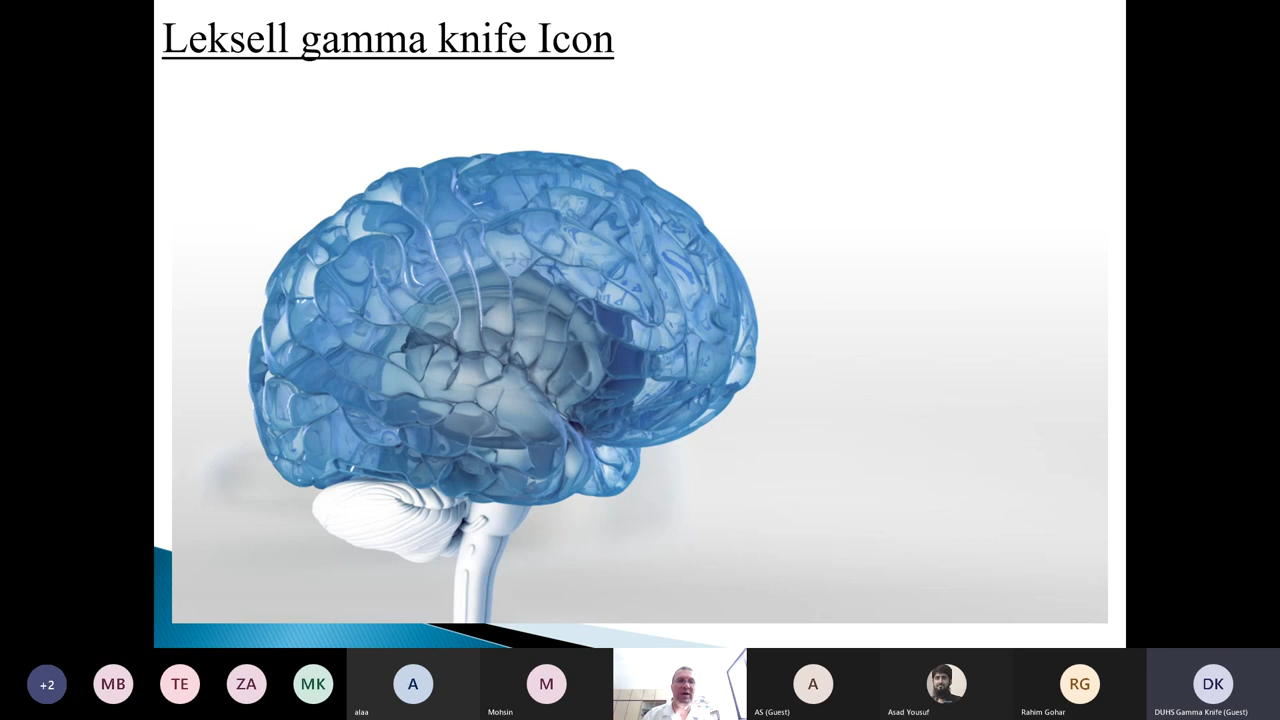 Leksell gamma knife Icon
+2
MB
TE
ZA
MK
A
alaa
M
Mohsin
A
AS (Guest)
Asad Yousuf
RG
Rahim Gohar
DK
DUHS Gamma Knife (Guest)